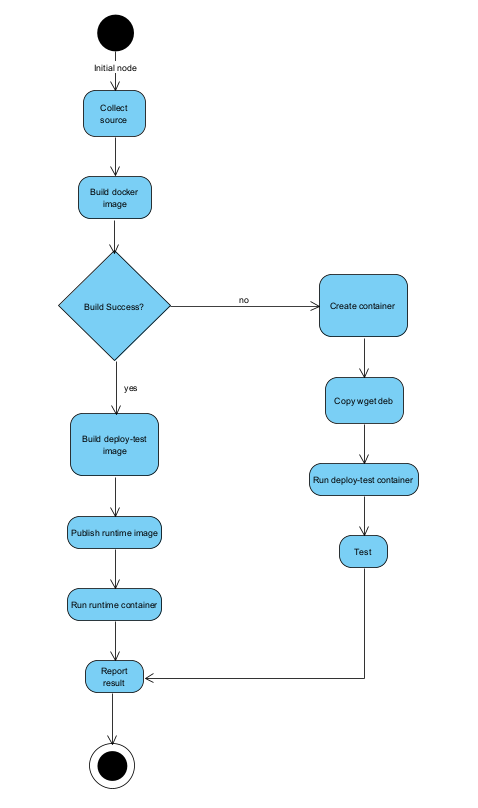 Initial node
Collect
source
Build docker
image
Build Success?
no
Create container
yes
Copy wget deb
Build deploy-test
image
Run deploy-test container
Publish runtime image
Test
Run runtime container
Report
result